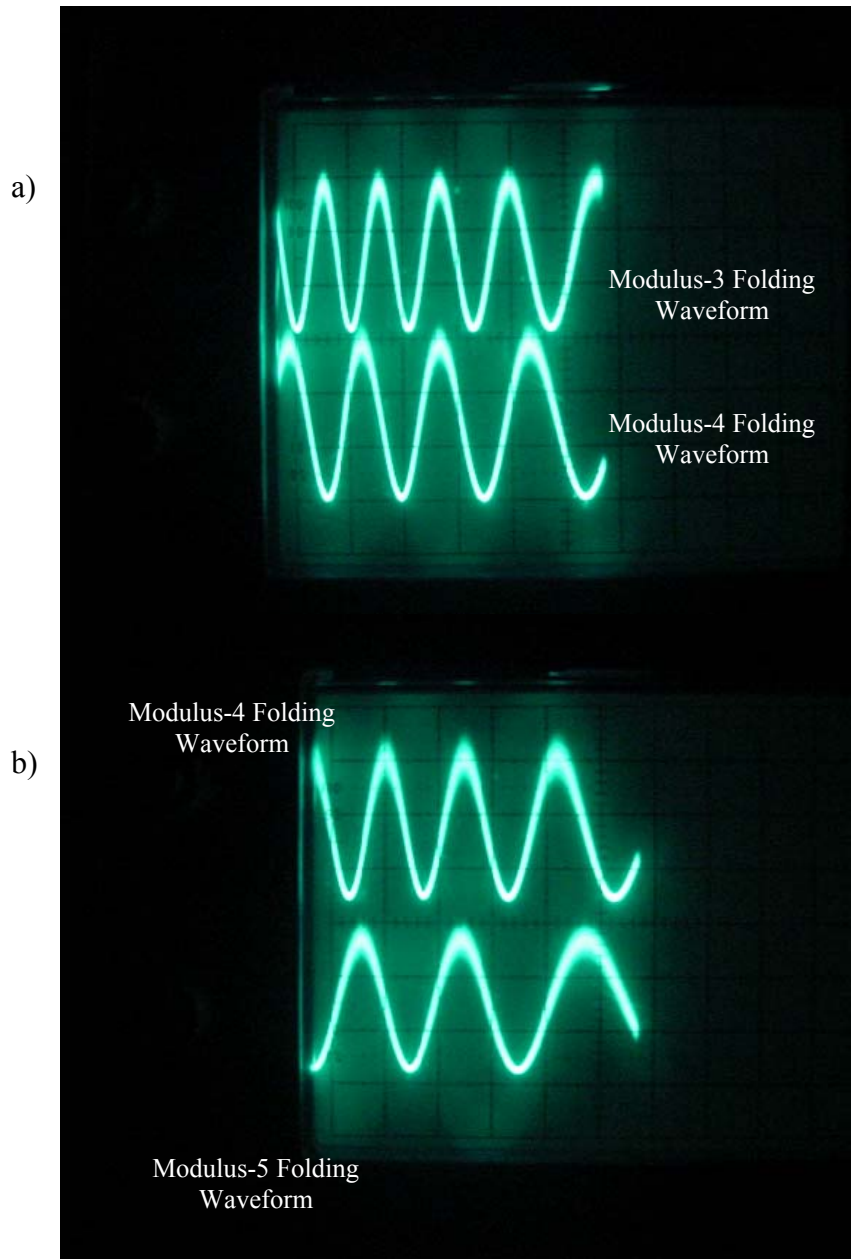 a)
Modulus-3 Folding
Waveform
Modulus-4 Folding
Waveform
Modulus-4 Folding
Waveform
b)
Modulus-5 Folding
Waveform